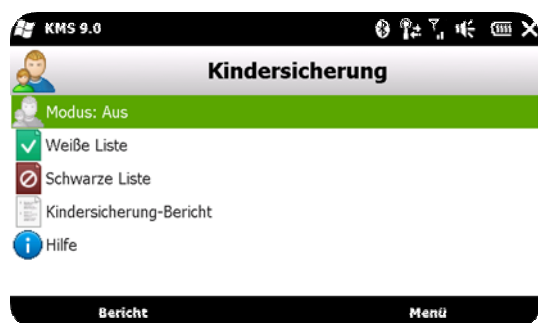 KMS 9.0
Kindersicherung
Modus: Aus
Weiße Liste
Schwarze Liste
Kindersicherung-Bericht
Hilfe
Bericht Menü